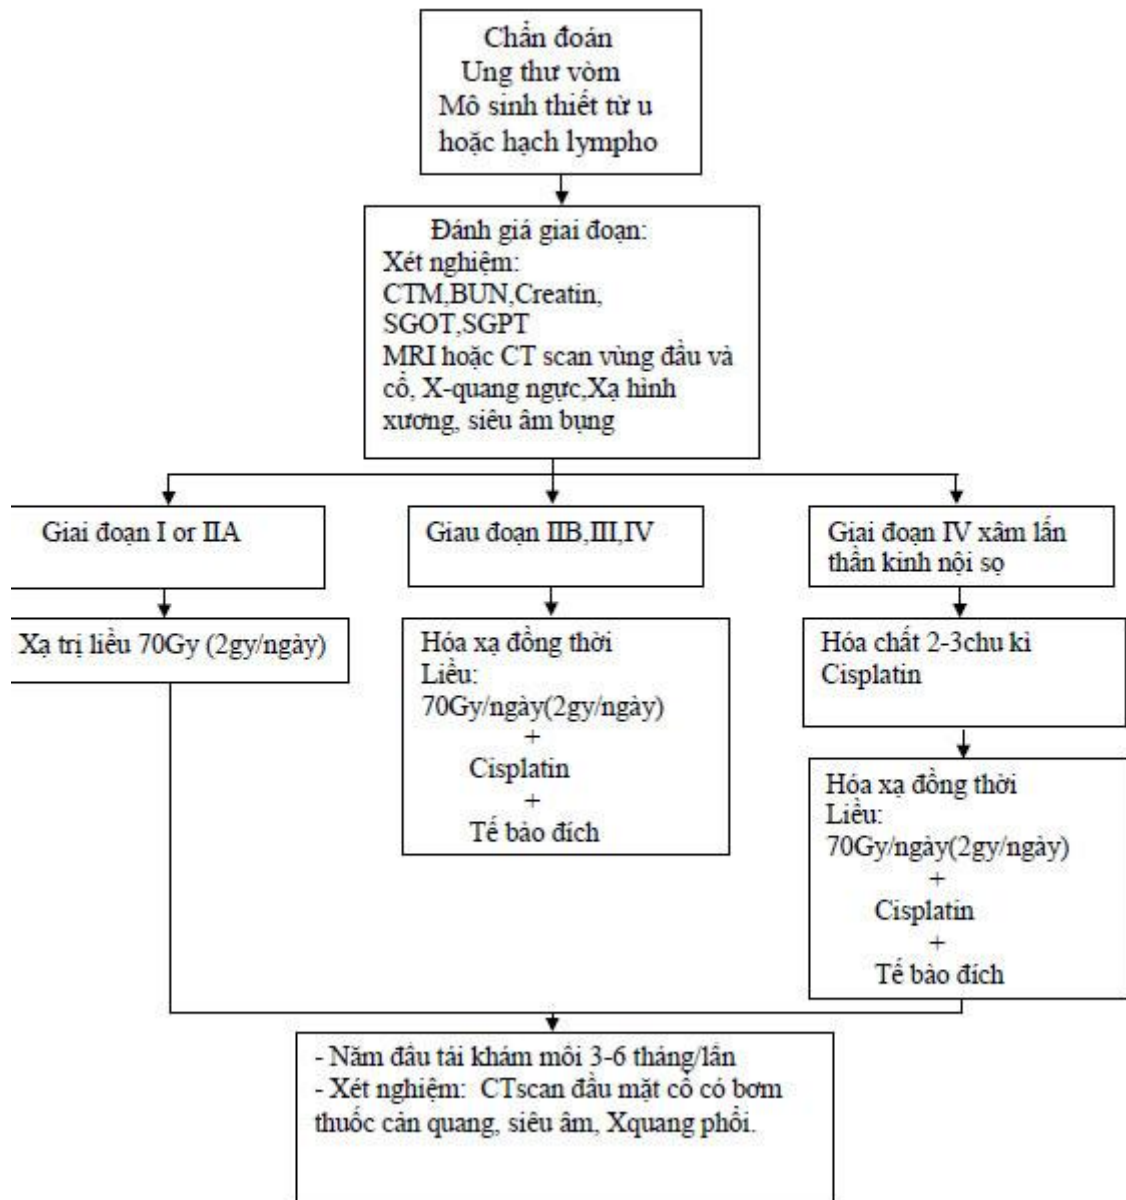 Chẩn đoán
Ung thư vòm
Mô sinh thiết từ u
hoặc hạch lympho
Đánh giá giai đoạn:
Xét nghiệm:
CTM,BUN,Creatin,
SGOT,SGPT
MRI hoặc CT scan vùng đầu và
cổ, X-quang ngực,Xạ hình
xương, siêu âm bụng
Giai đoạn I or IIA
Xạ trị liều 70Gy (2gy/ngày)
Giau đoạn IIB,III,IV
Hóa xạ đồng thời
Liều:
70Gy/ngày(2gy/ngày)
+
Cisplatin
+
Tế bào đích
Giai đoạn IV xâm lấn
thần kinh nội sọ
Hóa chất 2-3chu kì
Cisplatin
Hóa xạ đồng thời
Liều:
70Gy/ngày(2gy/ngày)
+
Cisplatin
+
Tế bào đích
- Năm đầu tái khám mỗi 3-6 tháng/lần
- Xét nghiệm: CTscan đầu mặt cổ có bơm
thuốc cản quang, siêu âm, Xquang phổi.